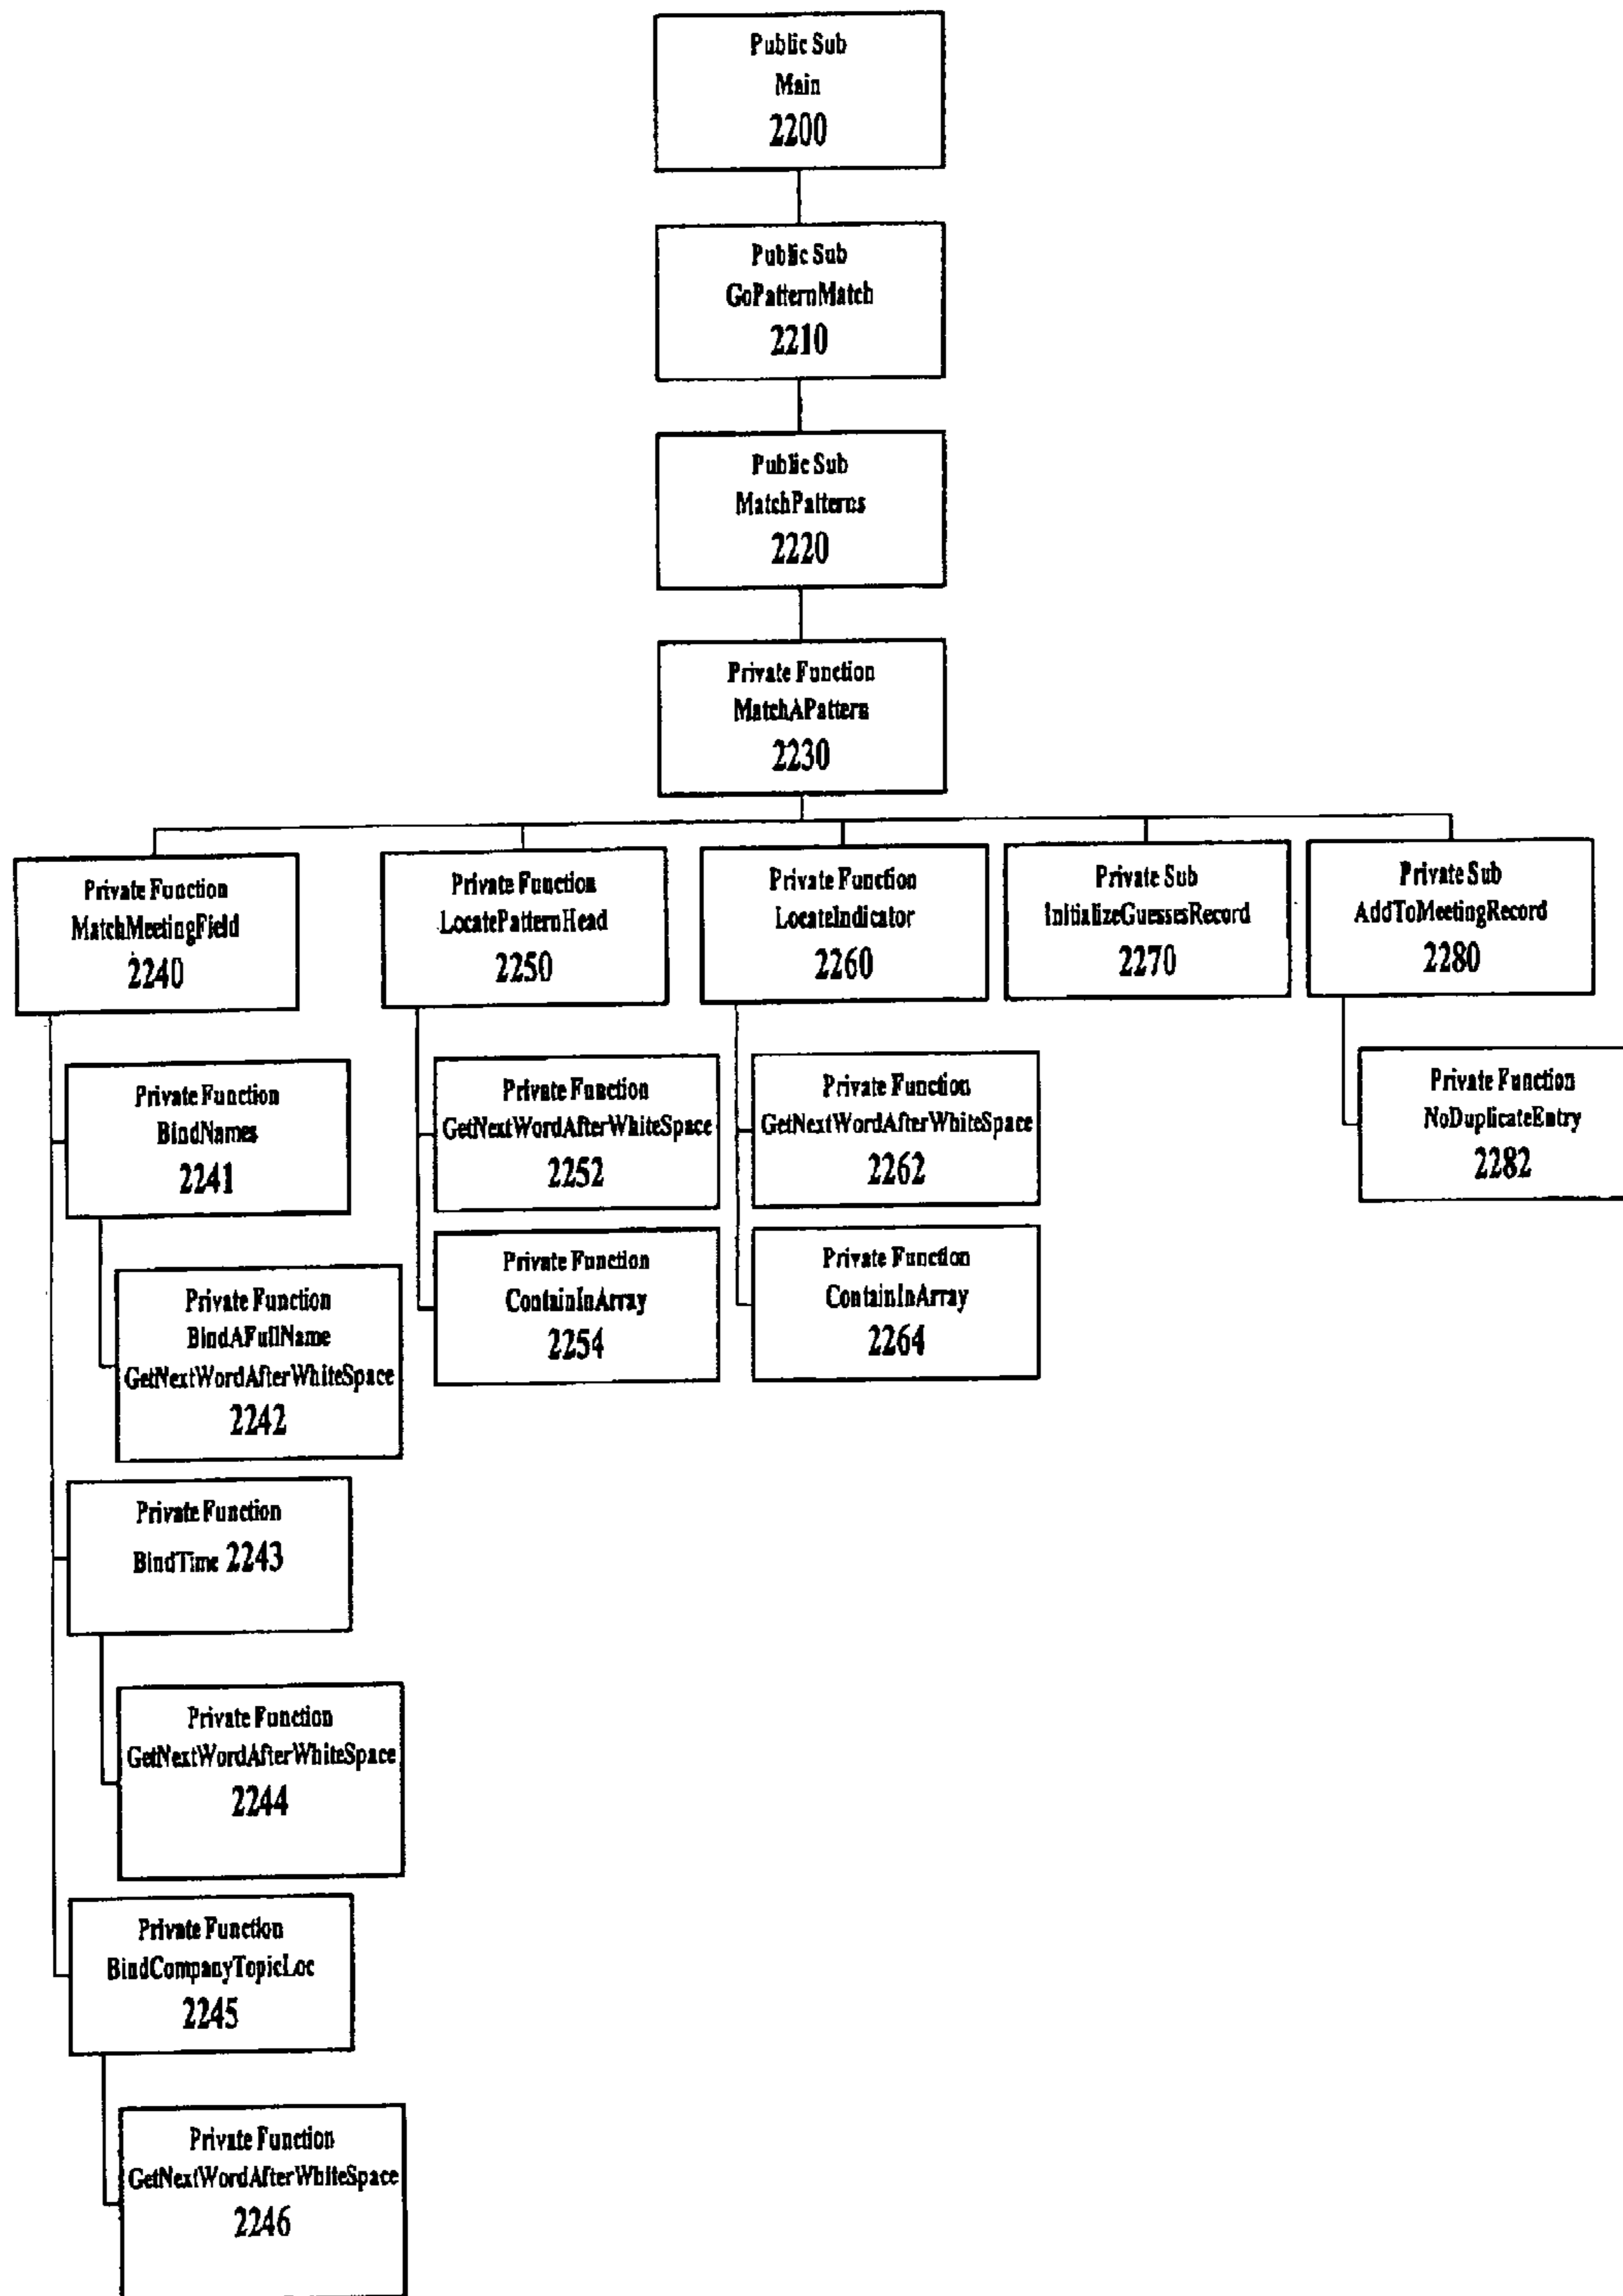 Public Sub
Main
2200
Public Sub
GoPatternMatch
2210
Public Sub
MatchPatterns
2220
Private Function
MatchAPattern
2230
Private Function
MatchMeetingField
2240
Private Function
LocatePatternHead
2250
Private Function
LocateIndicator
2260
Private Sub
InitializeGuessesRecord
2270
Private Sub
AddToMeetingRecord
2280
Private Function
BindNames
2241
Private Function
GetNextWordAfterWhiteSpace
2252
Private Function
GetNextWordAfterWhiteSpace
2262
Private Function
NoDuplicateEntry
2282
Private Function
ContainInArray
2254
Private Function
ContainInArray
2264
Private Function
BindAFullName
GetNextWordAfterWhiteSpace
2242
Private Function
BindTime 2243
Private Function
GetNextWordAfterWhiteSpace
2244
Private Function
BindCompanyTopicLoc
2245
Private Function
GetNextWordAfterWhiteSpace
2246